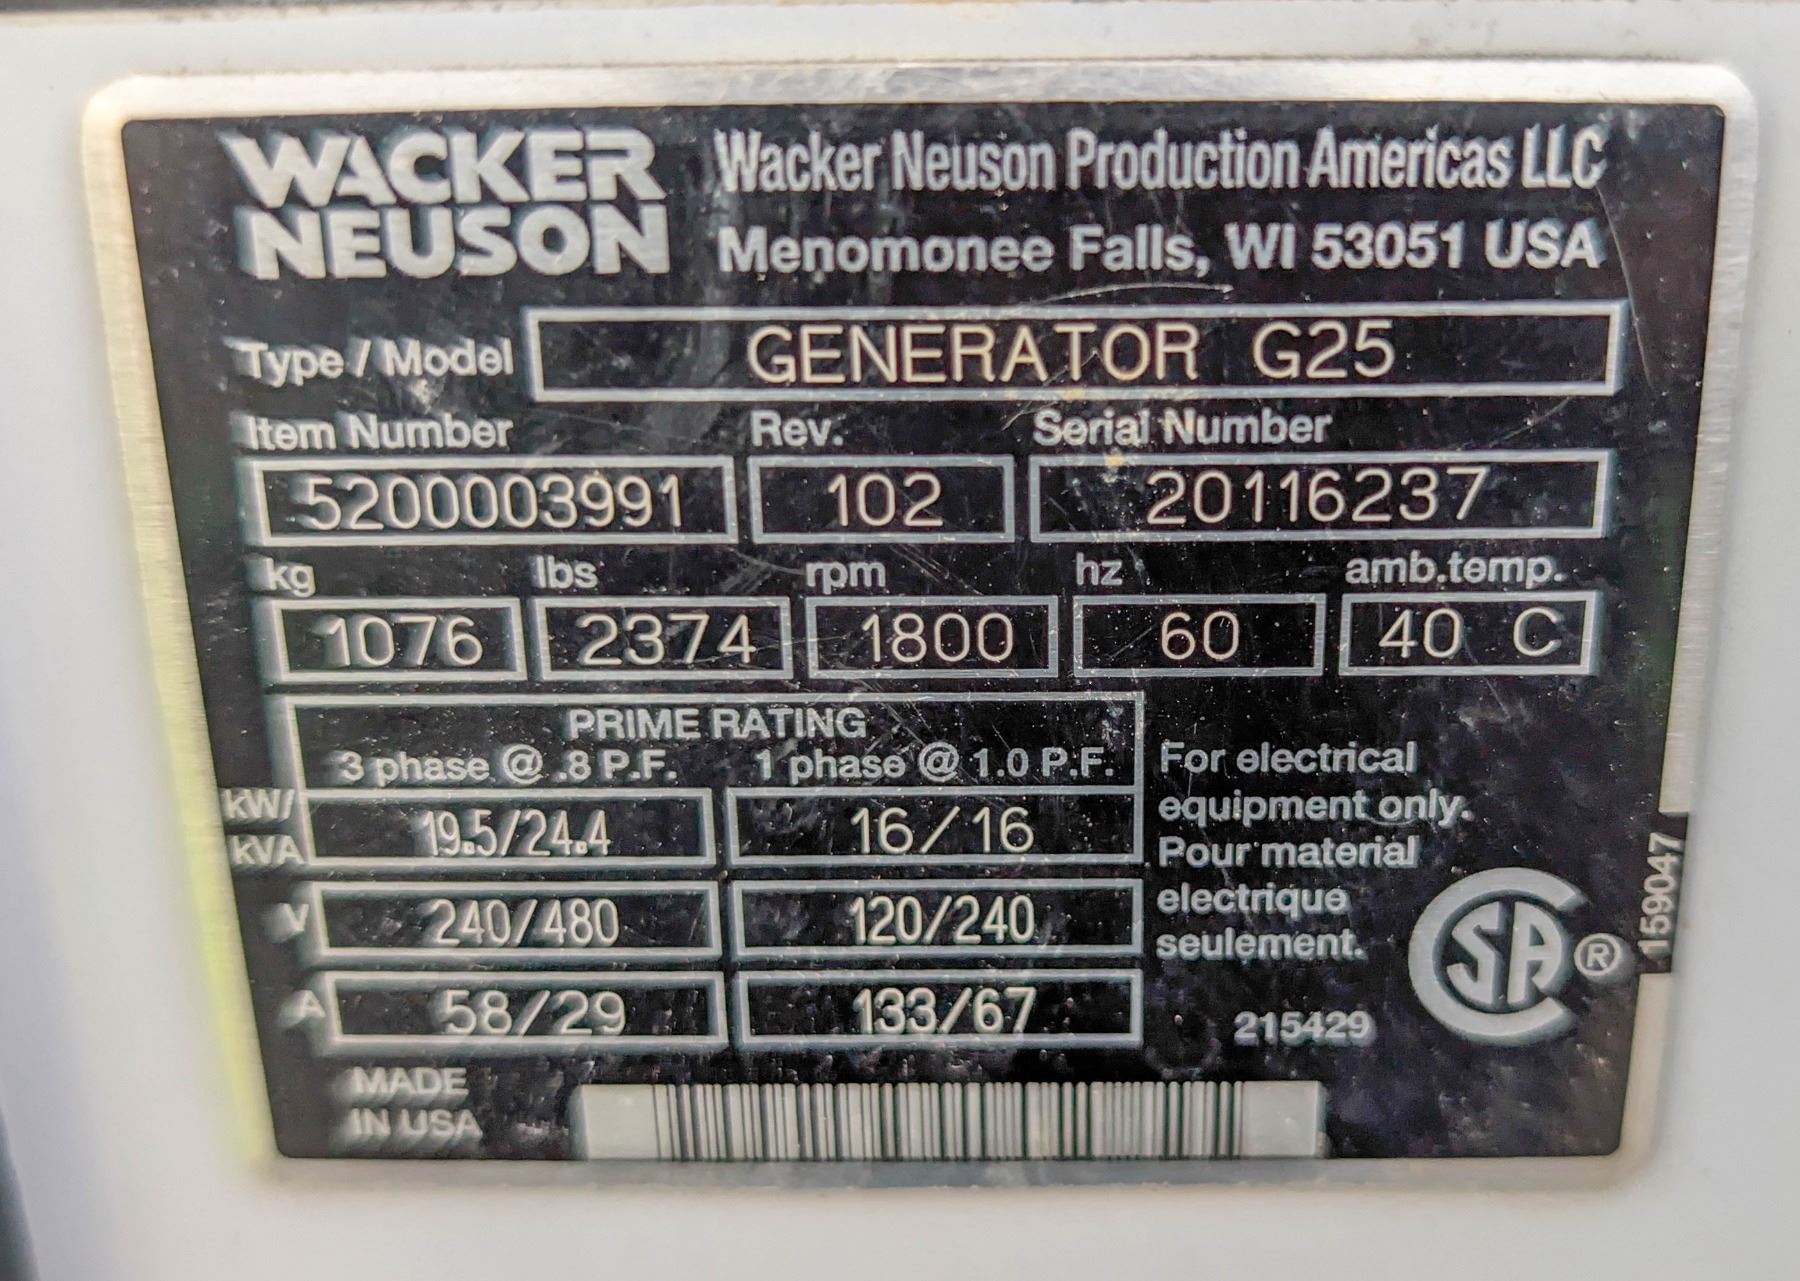 WACKER
NEUSON
Wacker Neuson Production Americas LLC
Menomonee Falls, WI 53051 USA
Type / Model GENERATOR G25
Item Number Rev. Serial Number
5200003991 102 20116237
kg lbs rpm hz amb.temp.
1076 2374 1800 60 40 C
PRIME RATING
3 phase @ .8 P.F. 1 phase @ 1.0 P.F.
kW/
kVA 19.5/24.4 16/16
V 240/480 120/240
A 58/29 133/67
For electrical
equipment only.
Pour material
electrique
seulement.
SA ®
215429
159047
MADE
IN USA